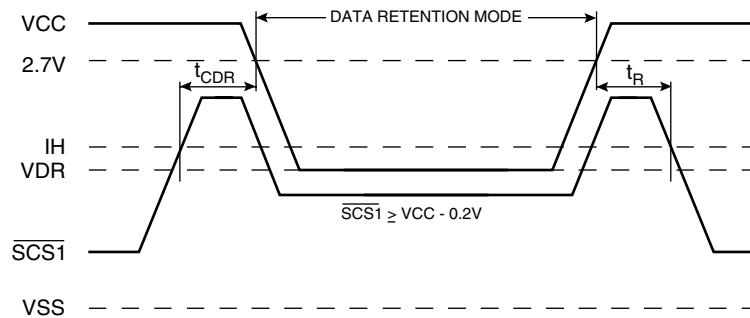 VCC
DATA RETENTION MODE
2.7V
tCDR
tR
IH
VDR
SCS1 ≥ VCC - 0.2V
SCS1
VSS